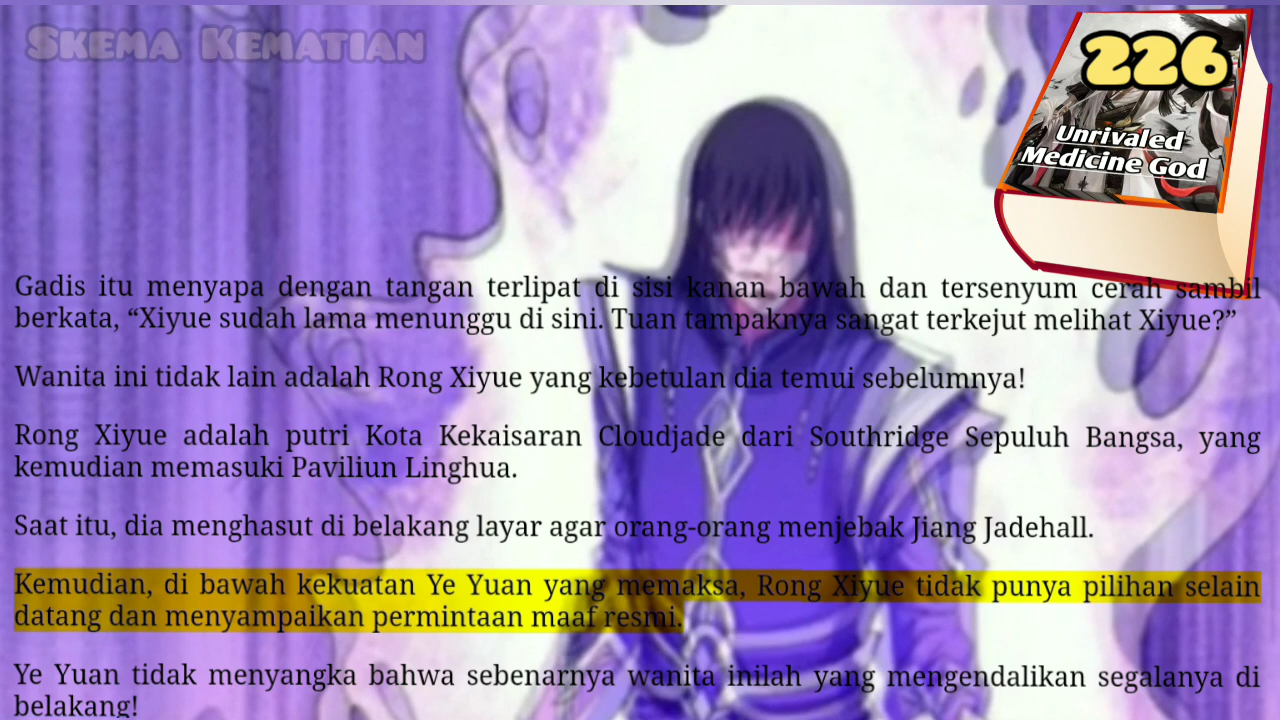 Skema Kematian
226
Unrivaled
Medicine God
Gadis itu menyapa dengan tangan terlipat di sisi kanan bawah dan tersenyum cerah sambil
berkata, “Xiyue sudah lama menunggu di sini. Tuan tampaknya sangat terkejut melihat Xiyue?”
Wanita ini tidak lain adalah Rong Xiyue yang kebetulan dia temui sebelumnya!
Rong Xiyue adalah putri Kota Kekaisaran Cloudjade dari Southridge Sepuluh Bangsa, yang
kemudian memasuki Paviliun Linghua.
Saat itu, dia menghasut di belakang layar agar orang-orang menjebak Jiang Jadehall.
Kemudian, di bawah kekuatan Ye Yuan yang memaksa, Rong Xiyue tidak punya pilihan selain
datang dan menyampaikan permintaan maaf resmi.
Ye Yuan tidak menyangka bahwa sebenarnya wanita inilah yang mengendalikan segalanya di
belakang!